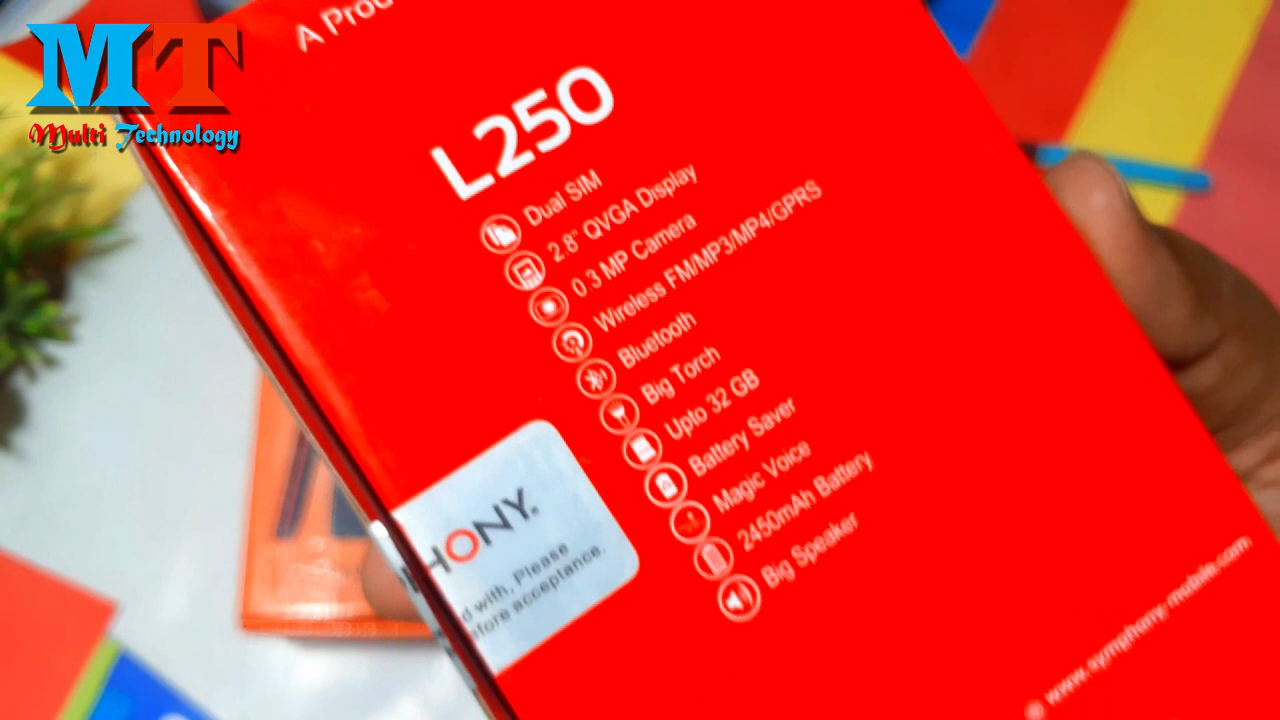 MT
Multi Technology
A Prod
L250
Dual SIM
2.8" QVGA Display
0.3 MP Camera
Wireless FM/MP3/MP4/GPRS
Bluetooth
Big Torch
Upto 32 GB
Battery Saver
Magic Voice
2450mAh Battery
Big Speaker
HONY.
d with, Please
efore acceptance.
www.symphony-mobile.com